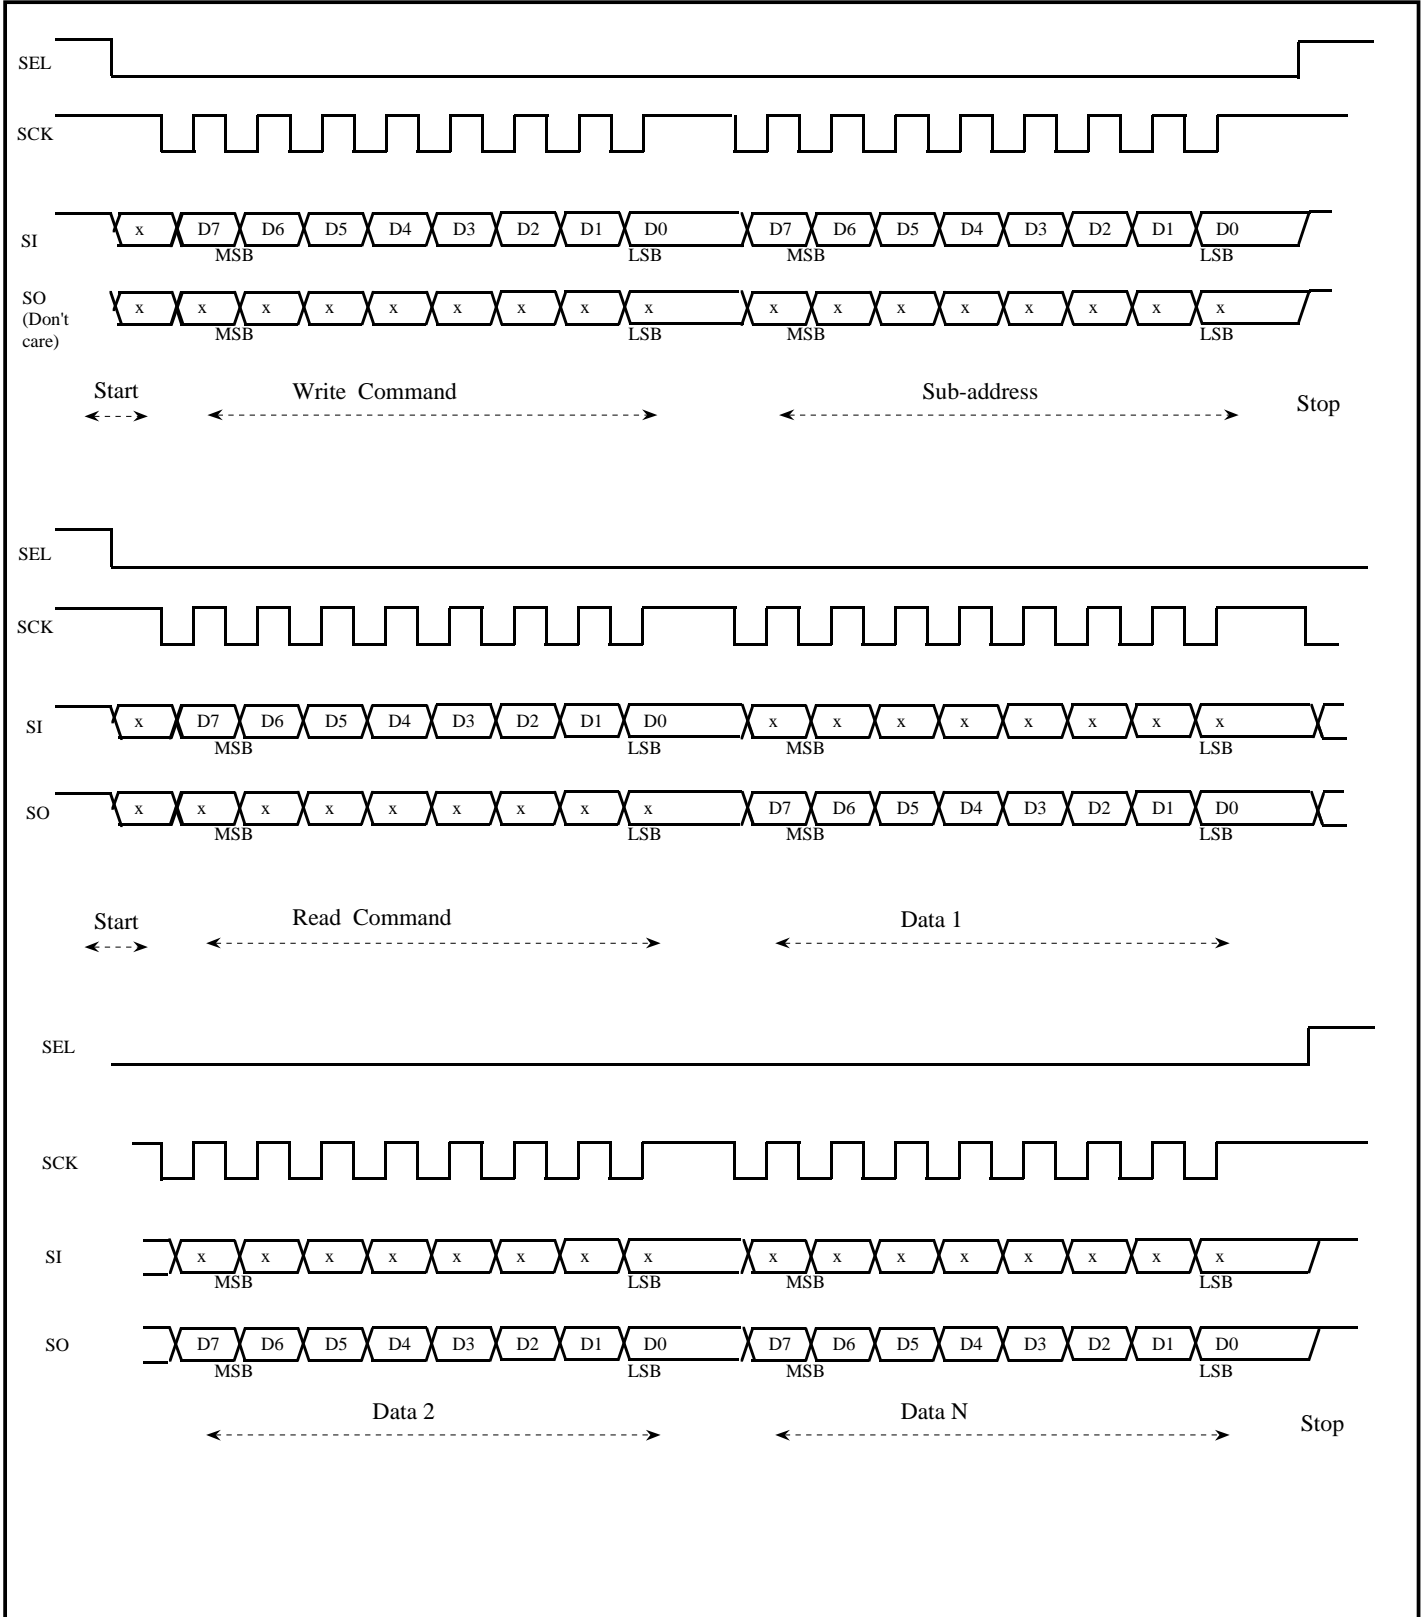 SEL
SCK
SI
x D7 D6 D5 D4 D3 D2 D1 D0 D7 D6 D5 D4 D3 D2 D1 D0
MSB LSB MSB LSB
SO
(Don't
care)
x x x x x x x x x x x x x x x x x
MSB LSB MSB LSB
Start Write Command Sub-address Stop
SEL
SCK
SI
x D7 D6 D5 D4 D3 D2 D1 D0 x x x x x x x x
MSB LSB MSB LSB
SO
x x x x x x x x x D7 D6 D5 D4 D3 D2 D1 D0
MSB LSB MSB LSB
Start Read Command Data 1
SEL
SCK
SI
x x x x x x x x x x x x x x x x
MSB LSB MSB LSB
SO
D7 D6 D5 D4 D3 D2 D1 D0 D7 D6 D5 D4 D3 D2 D1 D0
MSB LSB MSB LSB
Data 2 Data N Stop